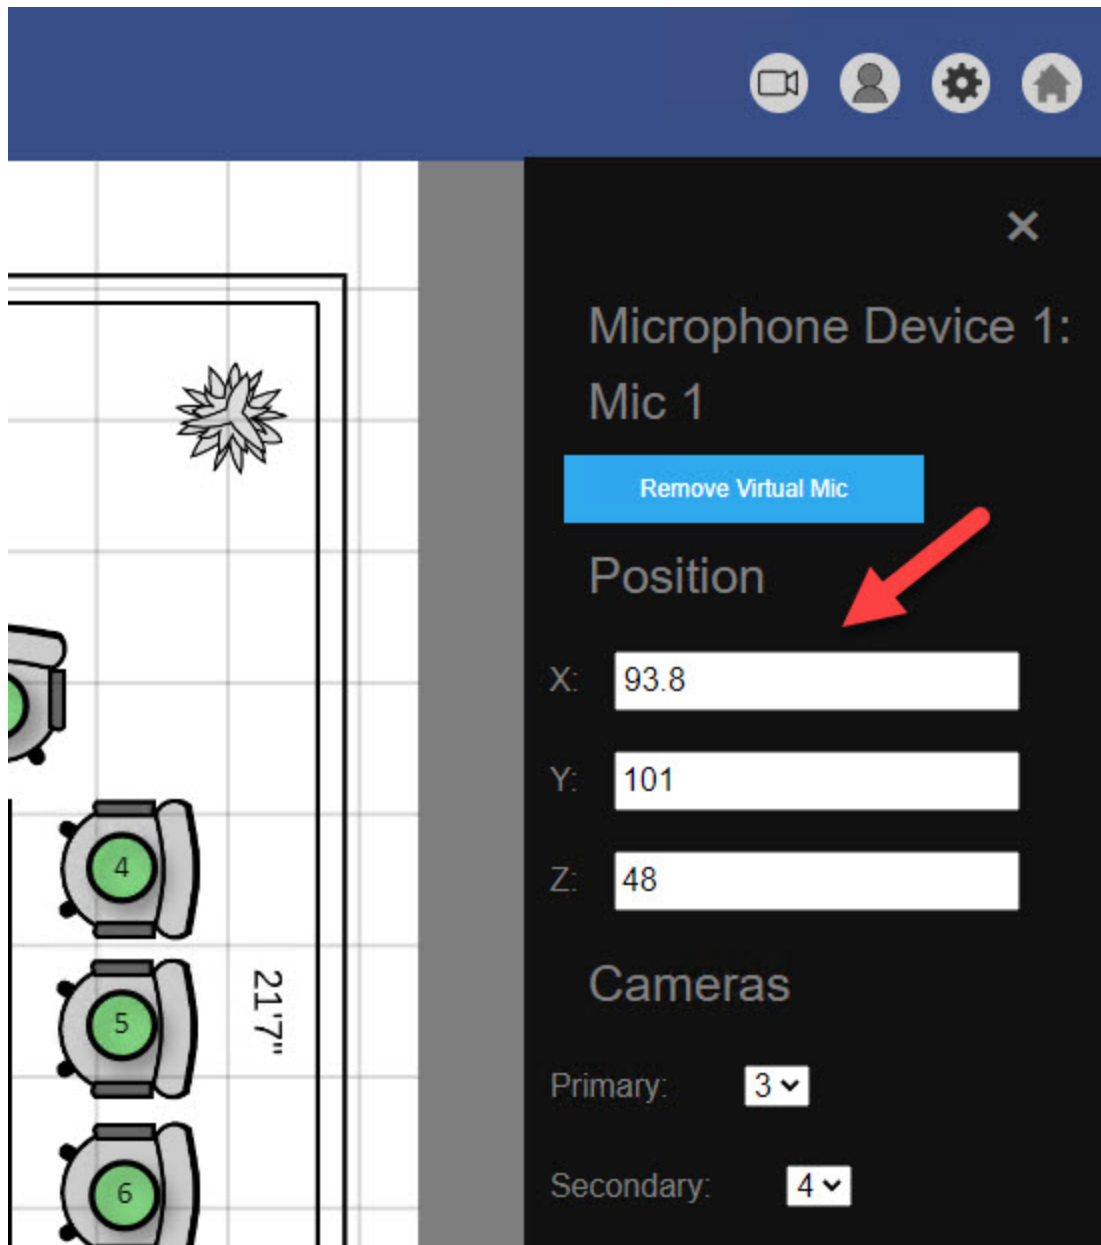 Microphone Device 1:
Mic 1
Remove Virtual Mic
Position
X: 93.8
Y: 101
Z: 48
Cameras
Primary: 3
Secondary: 4
4
5
21'7"
6